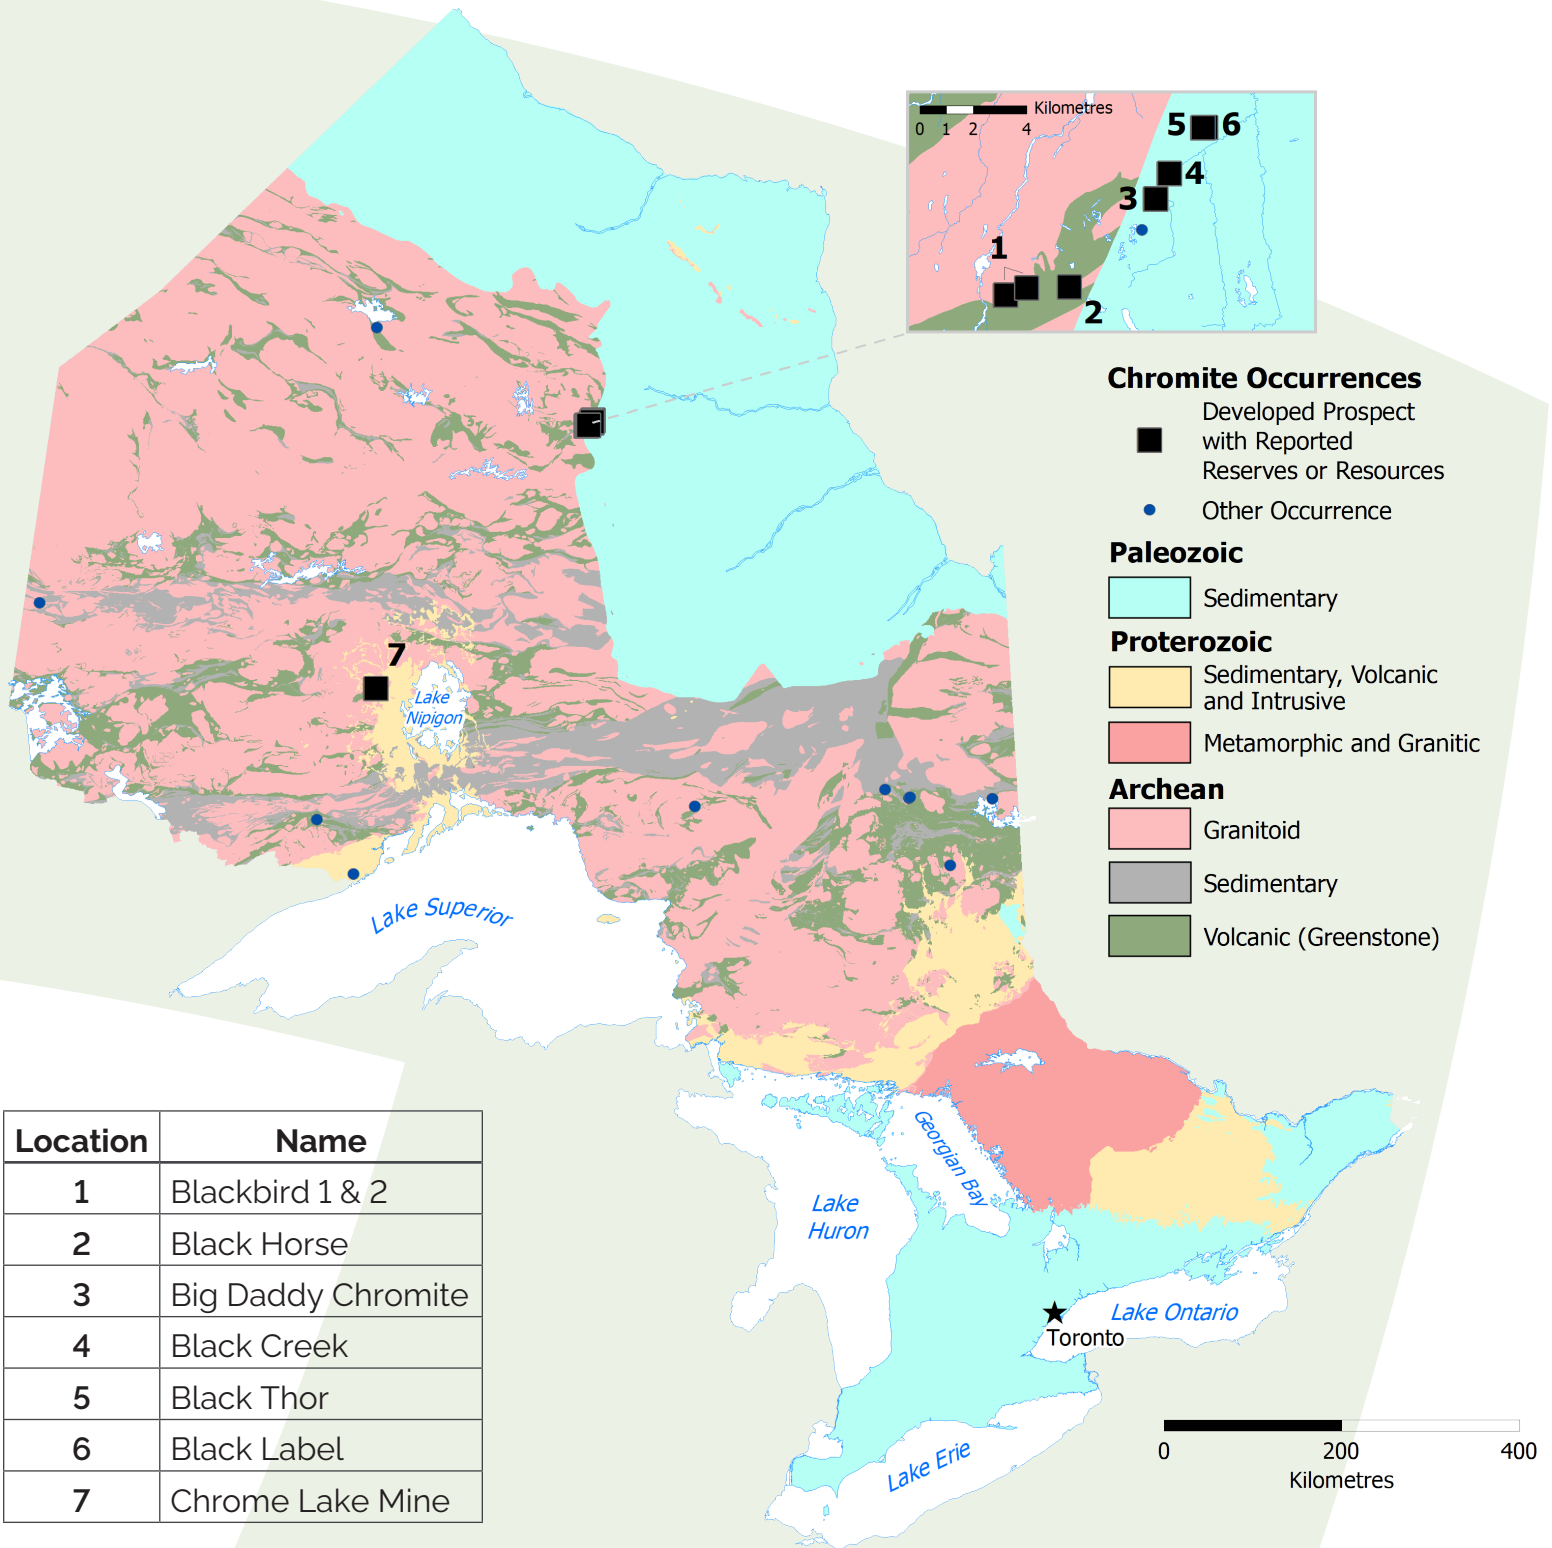 Kilometres
0 1 2 4
5 6
4
3
1
2
Chromite Occurrences
Developed Prospect
with Reported
Reserves or Resources
Other Occurrence
Paleozoic
Sedimentary
Proterozoic
Sedimentary, Volcanic
and Intrusive
Metamorphic and Granitic
Archean
Granitoid
Sedimentary
Volcanic (Greenstone)
7
Lake
Nipigon
Lake Superior
Georgian Bay
Lake
Huron
Lake Ontario
Toronto
Lake Erie
0 200 400
Kilometres
Location Name
1 Blackbird 1 & 2
2 Black Horse
3 Big Daddy Chromite
4 Black Creek
5 Black Thor
6 Black Label
7 Chrome Lake Mine